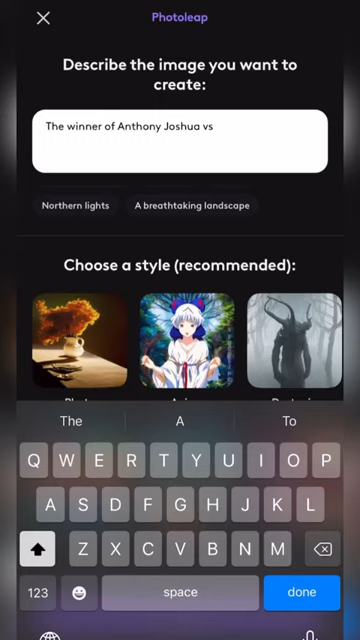 Photoleap
Describe the image you want to
create:
The winner of Anthony Joshua vs
Northern lights A breathtaking landscape
Choose a style (recommended):
The A To
Q W E R T Y U I O P
A S D F G H J K L
Z X C V B N M
123 space done